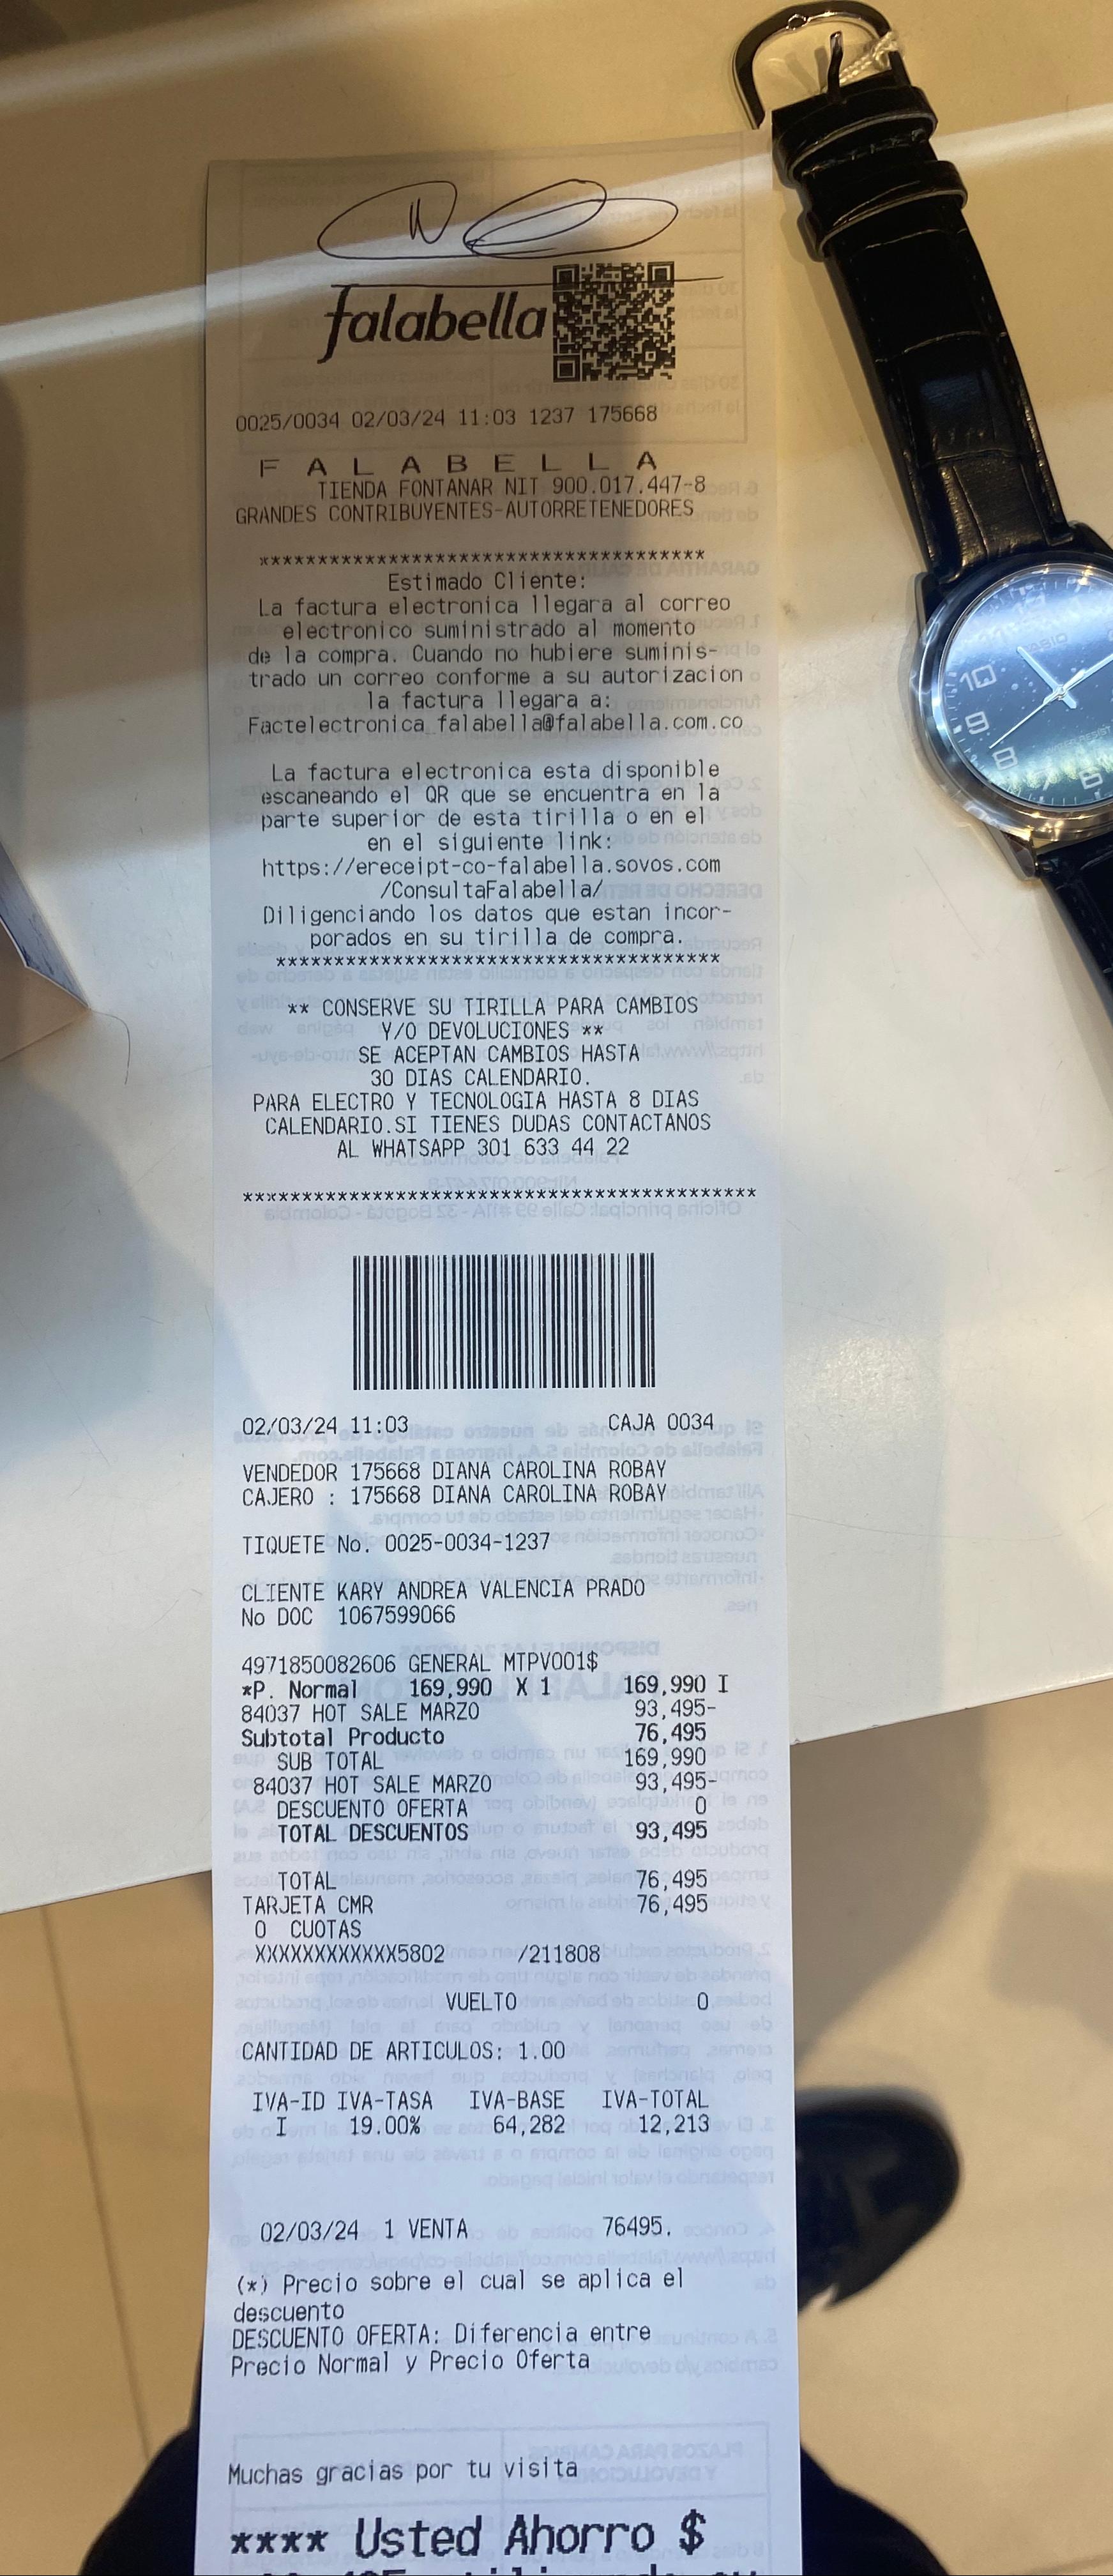 falabella
0025/0034 02/03/24 11:03 1237 175668
F A L A B E L L A
TIENDA FONTANAR NIT 900.017.447-8
GRANDES CONTRIBUYENTES-AUTORRETENEDORES
**************************************
Estimado Cliente:
La factura electronica llegara al correo
electronico suministrado al momento
de la compra. Cuando no hubiere suminis-
trado un correo conforme a su autorizacion
la factura llegara a:
Factelectronica_falabella@falabella.com.co
La factura electronica esta disponible
escaneando el QR que se encuentra en la
parte superior de esta tirilla o en el
en el siguiente link:
https://ereceipt-co-falabella.sovos.com
/ConsultaFalabella/
Diligenciando los datos que estan incor-
porados en su tirilla de compra.
**************************************
** CONSERVE SU TIRILLA PARA CAMBIOS
Y/O DEVOLUCIONES **
SE ACEPTAN CAMBIOS HASTA
30 DIAS CALENDARIO.
PARA ELECTRO Y TECNOLOGIA HASTA 8 DIAS
CALENDARIO.SI TIENES DUDAS CONTACTANOS
AL WHATSAPP 301 633 44 22
********************************************
02/03/24 11:03 CAJA 0034
VENDEDOR 175668 DIANA CAROLINA ROBAY
CAJERO : 175668 DIANA CAROLINA ROBAY
TIQUETE No. 0025-0034-1237
CLIENTE KARY ANDREA VALENCIA PRADO
No DOC 1067599066
4971850082606 GENERAL MTPV001$
*P. Normal 169,990 X 1 169,990 I
84037 HOT SALE MARZO 93,495-
Subtotal Producto 76,495
SUB TOTAL 169,990
84037 HOT SALE MARZO 93,495-
DESCUENTO OFERTA 0
TOTAL DESCUENTOS 93,495
TOTAL 76,495
TARJETA CMR 76,495
0 CUOTAS
XXXXXXXXXXXX5802 /211808
VUELTO 0
CANTIDAD DE ARTICULOS: 1.00
IVA-ID IVA-TASA IVA-BASE IVA-TOTAL
I 19.00% 64,282 12,213
02/03/24 1 VENTA 76495.
(*) Precio sobre el cual se aplica el
descuento
DESCUENTO OFERTA: Diferencia entre
Precio Normal y Precio Oferta
Muchas gracias por tu visita
**** Usted Ahorro $
10
9
8
7
6